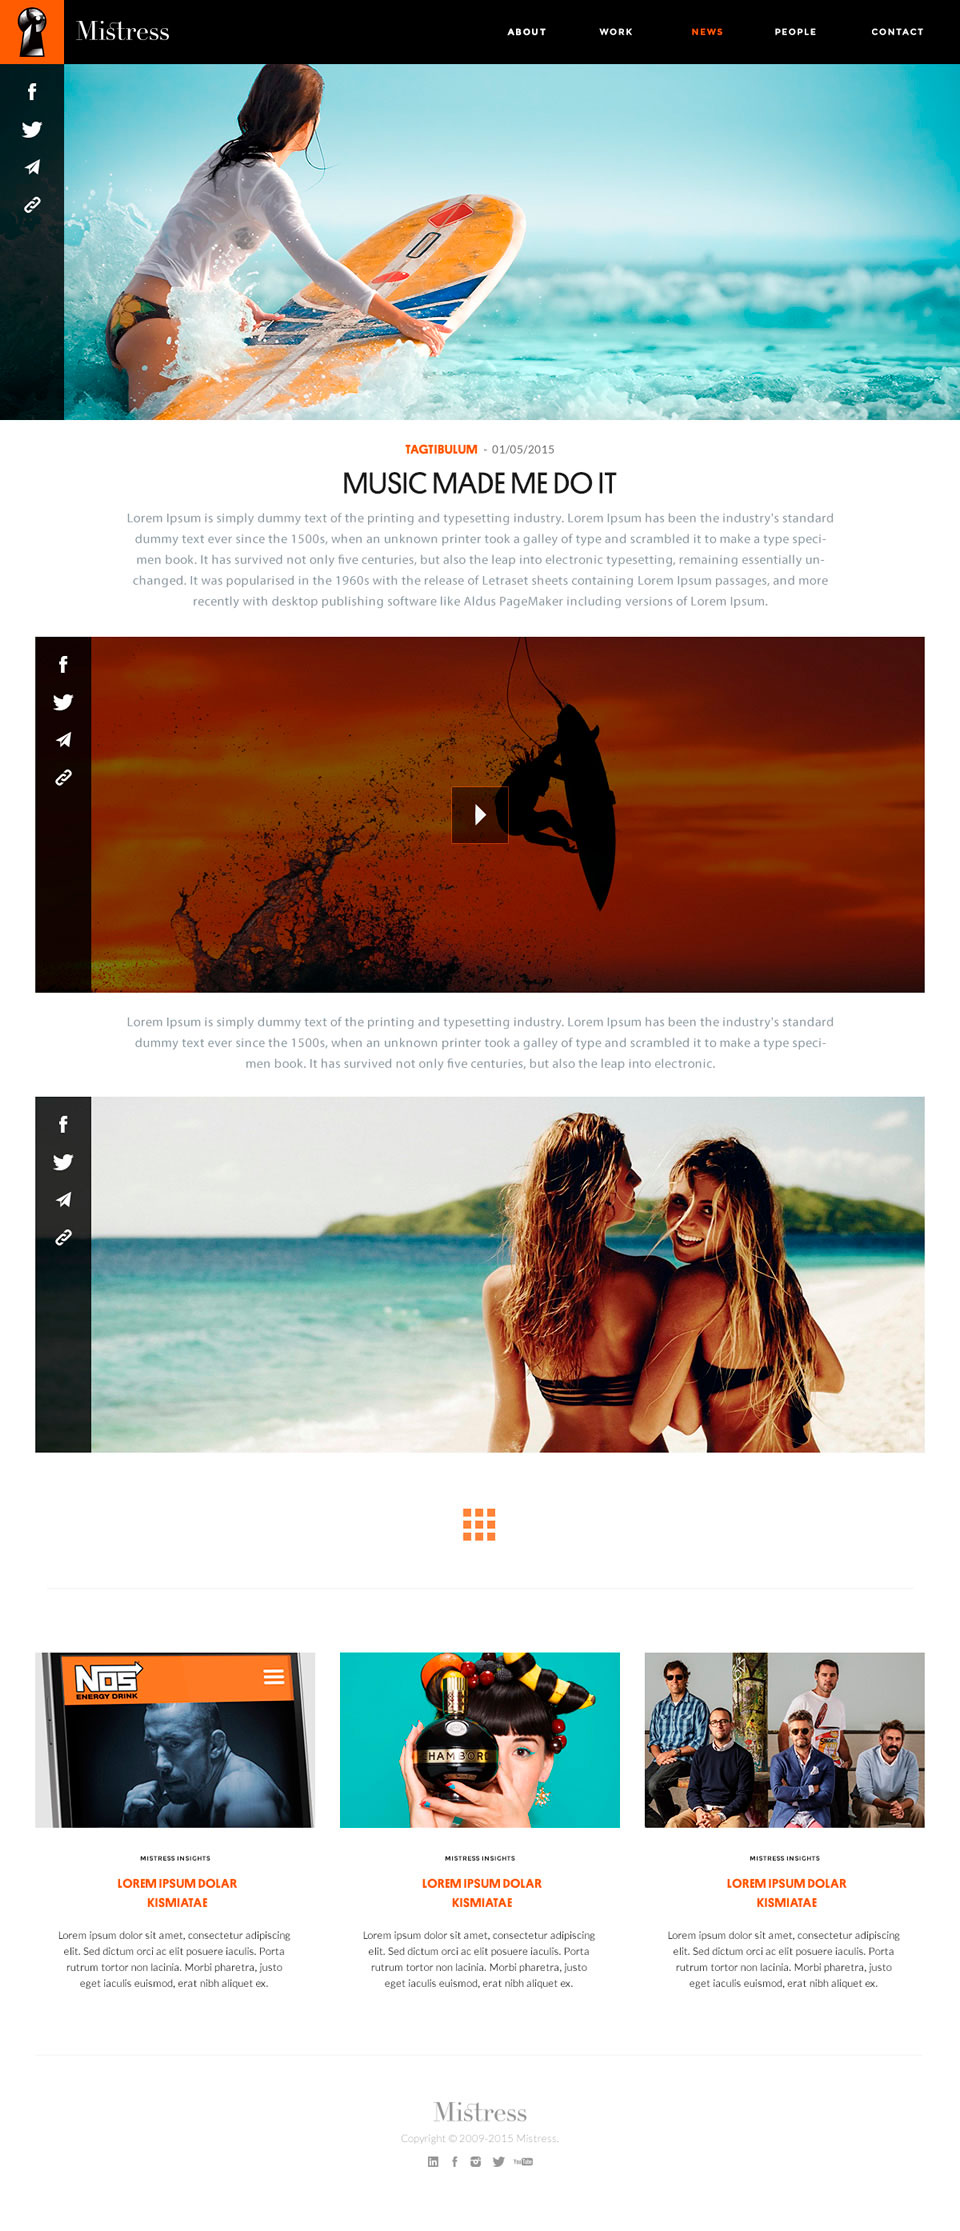 Mistress
ABOUT WORK NEWS PEOPLE CONTACT
TAGTIBULUM - 01/05/2015
MUSIC MADE ME DO IT
Lorem Ipsum is simply dummy text of the printing and typesetting industry. Lorem Ipsum has been the industry's standard
dummy text ever since the 1500s, when an unknown printer took a galley of type and scrambled it to make a type speci-
men book. It has survived not only five centuries, but also the leap into electronic typesetting, remaining essentially un-
changed. It was popularised in the 1960s with the release of Letraset sheets containing Lorem Ipsum passages, and more
recently with desktop publishing software like Aldus PageMaker including versions of Lorem Ipsum.
Lorem Ipsum is simply dummy text of the printing and typesetting industry. Lorem Ipsum has been the industry's standard
dummy text ever since the 1500s, when an unknown printer took a galley of type and scrambled it to make a type speci-
men book. It has survived not only five centuries, but also the leap into electronic.
NOS
ENERGY DRINK
CHAMBORD
MISTRESS INSIGHTS
LOREM IPSUM DOLAR
KISMIATAE
Lorem ipsum dolor sit amet, consectetur adipiscing
elit. Sed dictum orci ac elit posuere iaculis. Porta
rutrum tortor non lacinia. Morbi pharetra, justo
eget iaculis euismod, erat nibh aliquet ex.
MISTRESS INSIGHTS
LOREM IPSUM DOLAR
KISMIATAE
Lorem ipsum dolor sit amet, consectetur adipiscing
elit. Sed dictum orci ac elit posuere iaculis. Porta
rutrum tortor non lacinia. Morbi pharetra, justo
eget iaculis euismod, erat nibh aliquet ex.
MISTRESS INSIGHTS
LOREM IPSUM DOLAR
KISMIATAE
Lorem ipsum dolor sit amet, consectetur adipiscing
elit. Sed dictum orci ac elit posuere iaculis. Porta
rutrum tortor non lacinia. Morbi pharetra, justo
eget iaculis euismod, erat nibh aliquet ex.
Mistress
Copyright © 2009-2015 Mistress.
YouTube